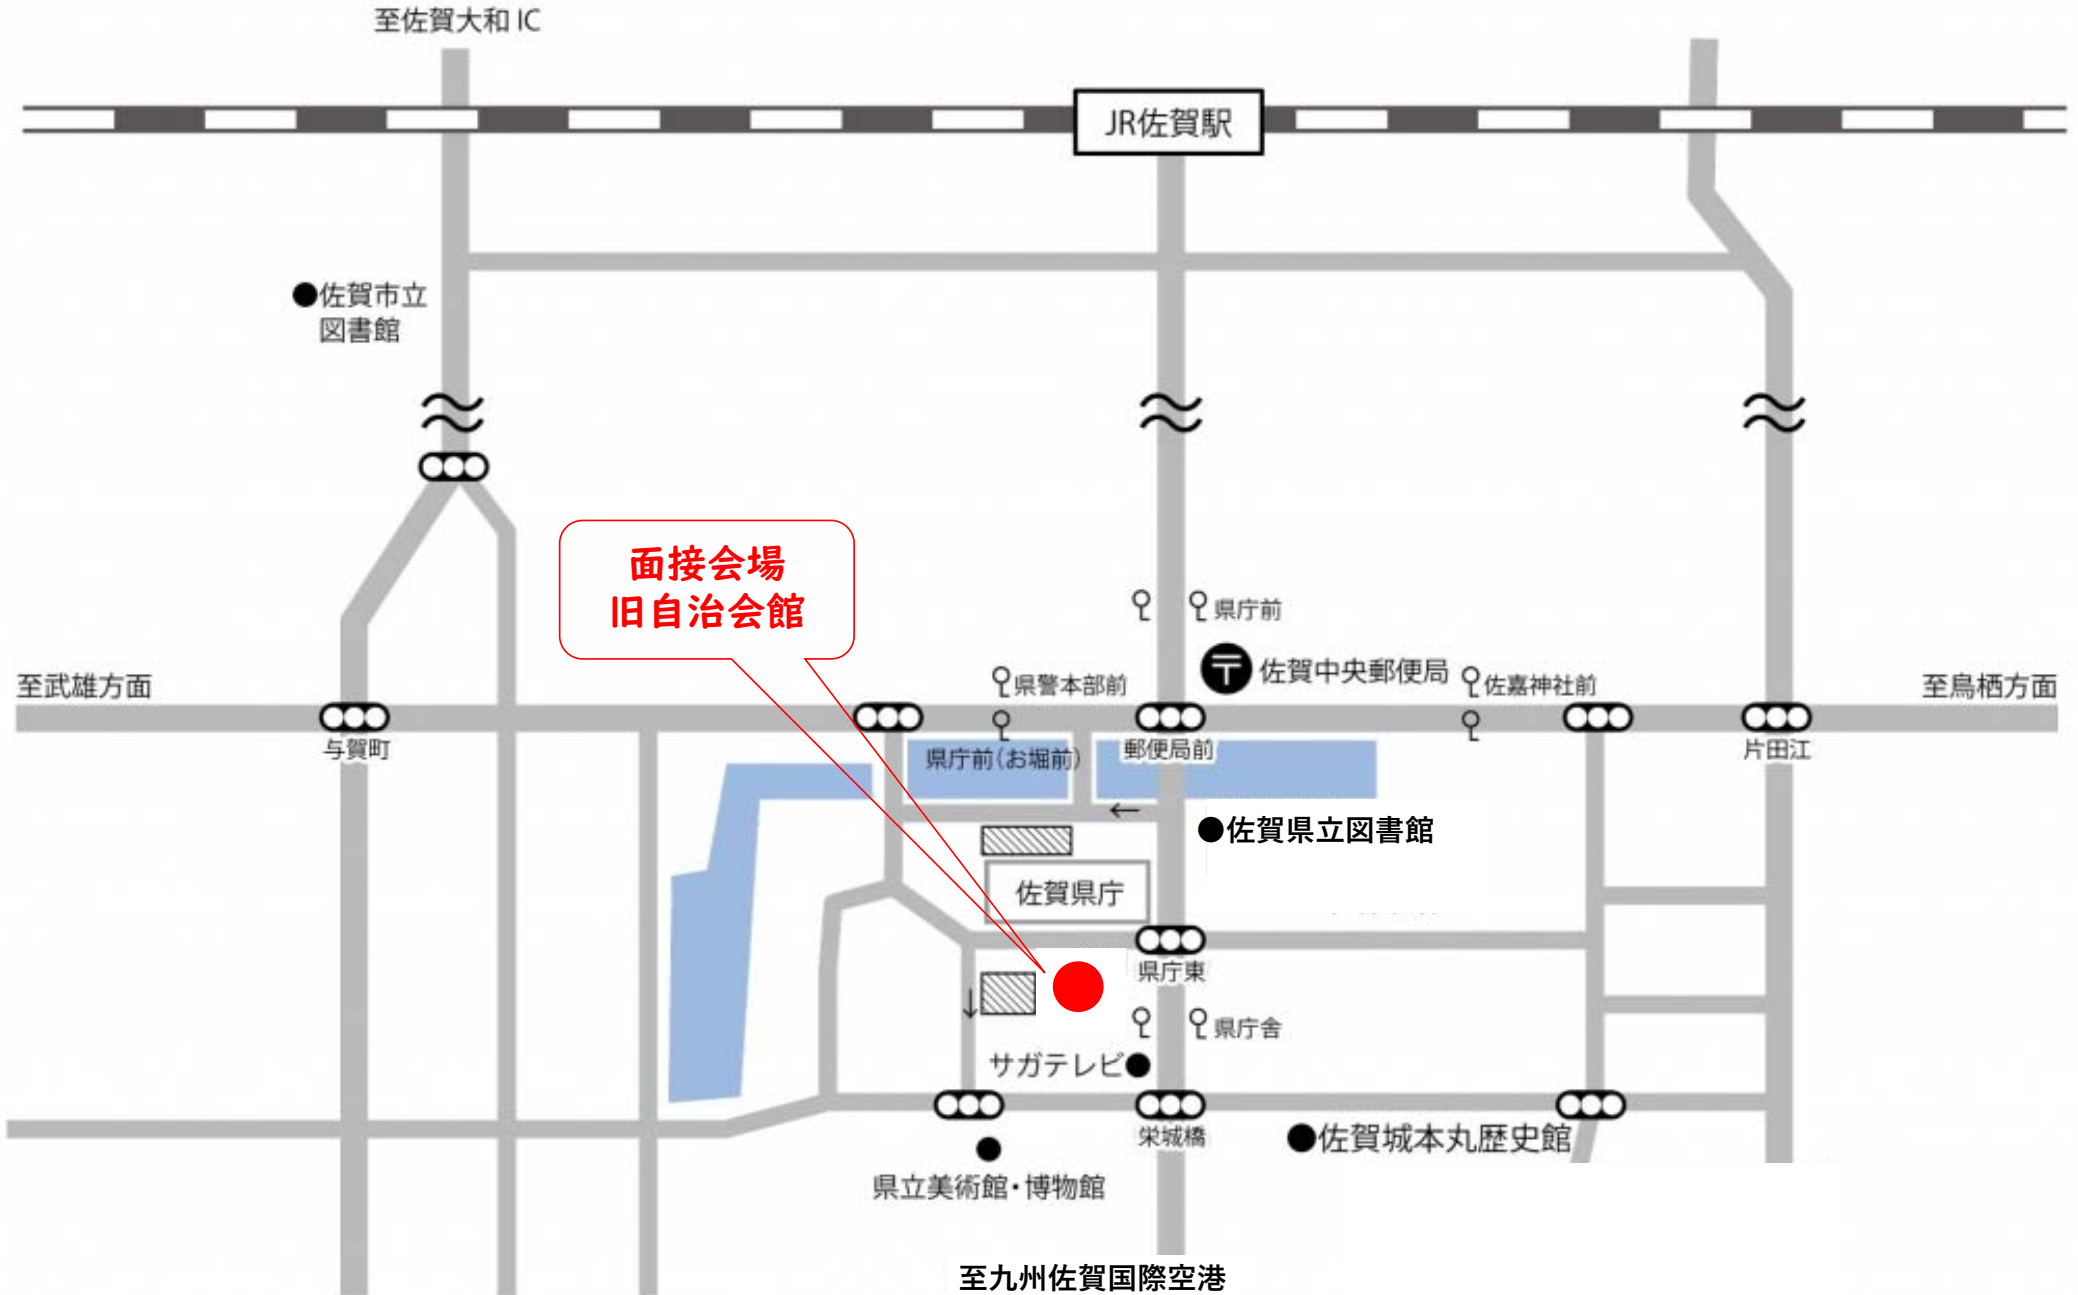 至佐賀大和 IC
JR佐賀駅
佐賀市立
図書館
面接会場
旧自治会館
県庁前
佐賀中央郵便局
県警本部前
佐嘉神社前
至武雄方面
至鳥栖方面
与賀町
県庁前(お堀前)
郵便局前
片田江
←
佐賀県立図書館
佐賀県庁
県庁東
↓
県庁舎
サガテレビ
栄城橋
佐賀城本丸歴史館
県立美術館・博物館
至九州佐賀国際空港